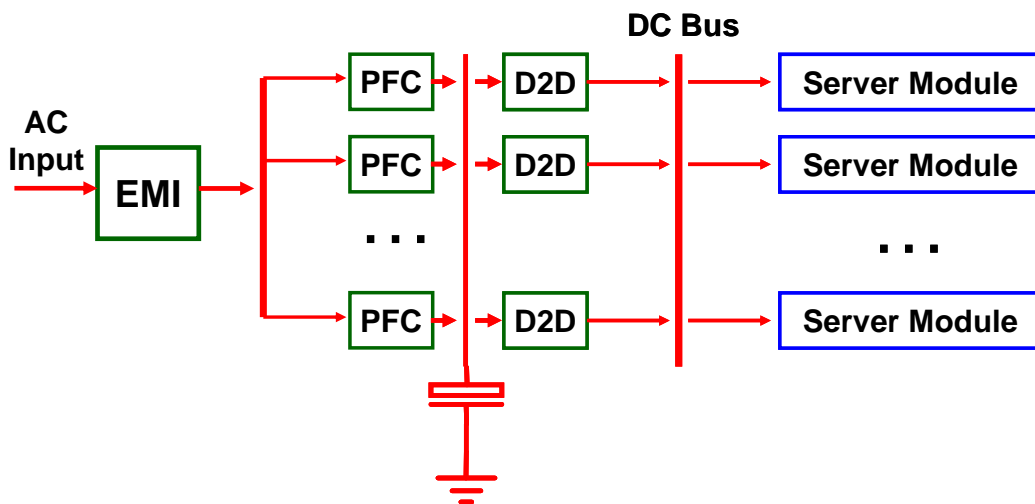 DC Bus
PFC
D2D
Server Module
AC
Input
EMI
PFC
D2D
Server Module
. . .
. . .
PFC
D2D
Server Module